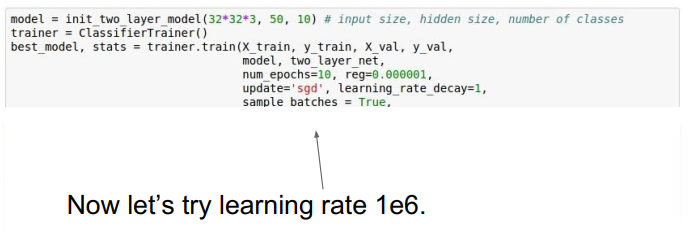 model = init_two_layer_model(32*32*3, 50, 10) # input size, hidden size, number of classes
trainer = ClassifierTrainer()
best_model, stats = trainer.train(X_train, y_train, X_val, y_val,
model, two_layer_net,
num_epochs=10, reg=0.000001,
update='sgd', learning_rate_decay=1,
sample_batches = True,
Now let's try learning rate 1e6.